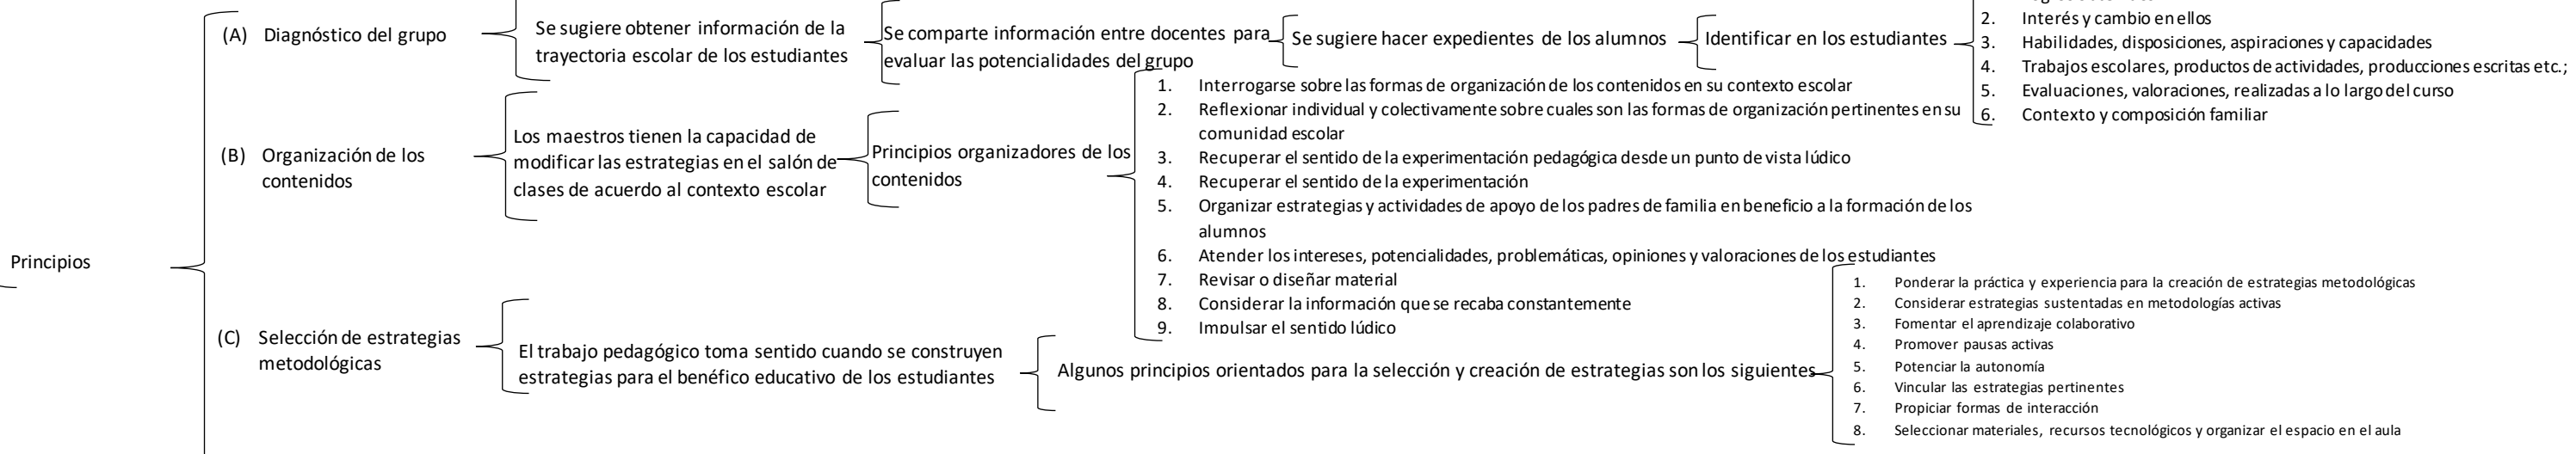 Principios
(A) Diagnóstico del grupo
Se sugiere obtener información de la
trayectoria escolar de los estudiantes
Se comparte información entre docentes para
evaluar las potencialidades del grupo
Se sugiere hacer expedientes de los alumnos
Identificar en los estudiantes
2. Interés y cambio en ellos
3. Habilidades, disposiciones, aspiraciones y capacidades
4. Trabajos escolares, productos de actividades, producciones escritas etc.;
5. Evaluaciones, valoraciones, realizadas a lo largo del curso
6. Contexto y composición familiar
(B) Organización de los
contenidos
Los maestros tienen la capacidad de
modificar las estrategias en el salón de
clases de acuerdo al contexto escolar
Principios organizadores de los
contenidos
1. Interrogarse sobre las formas de organización de los contenidos en su contexto escolar
2. Reflexionar individual y colectivamente sobre cuales son las formas de organización pertinentes en su
comunidad escolar
3. Recuperar el sentido de la experimentación pedagógica desde un punto de vista lúdico
4. Recuperar el sentido de la experimentación
5. Organizar estrategias y actividades de apoyo de los padres de familia en beneficio a la formación de los
alumnos
6. Atender los intereses, potencialidades, problemáticas, opiniones y valoraciones de los estudiantes
7. Revisar o diseñar material
8. Considerar la información que se recaba constantemente
9. Impulsar el sentido lúdico
(C) Selección de estrategias
metodológicas
El trabajo pedagógico toma sentido cuando se construyen
estrategias para el benéfico educativo de los estudiantes
Algunos principios orientados para la selección y creación de estrategias son los siguientes
1. Ponderar la práctica y experiencia para la creación de estrategias metodológicas
2. Considerar estrategias sustentadas en metodologías activas
3. Fomentar el aprendizaje colaborativo
4. Promover pausas activas
5. Potenciar la autonomía
6. Vincular las estrategias pertinentes
7. Propiciar formas de interacción
8. Seleccionar materiales, recursos tecnológicos y organizar el espacio en el aula